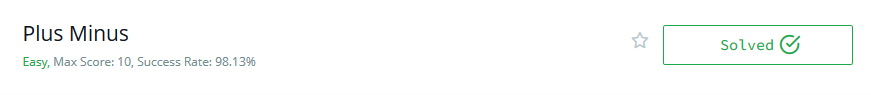 Plus Minus
Solved
Easy, Max Score: 10, Success Rate: 98.13%